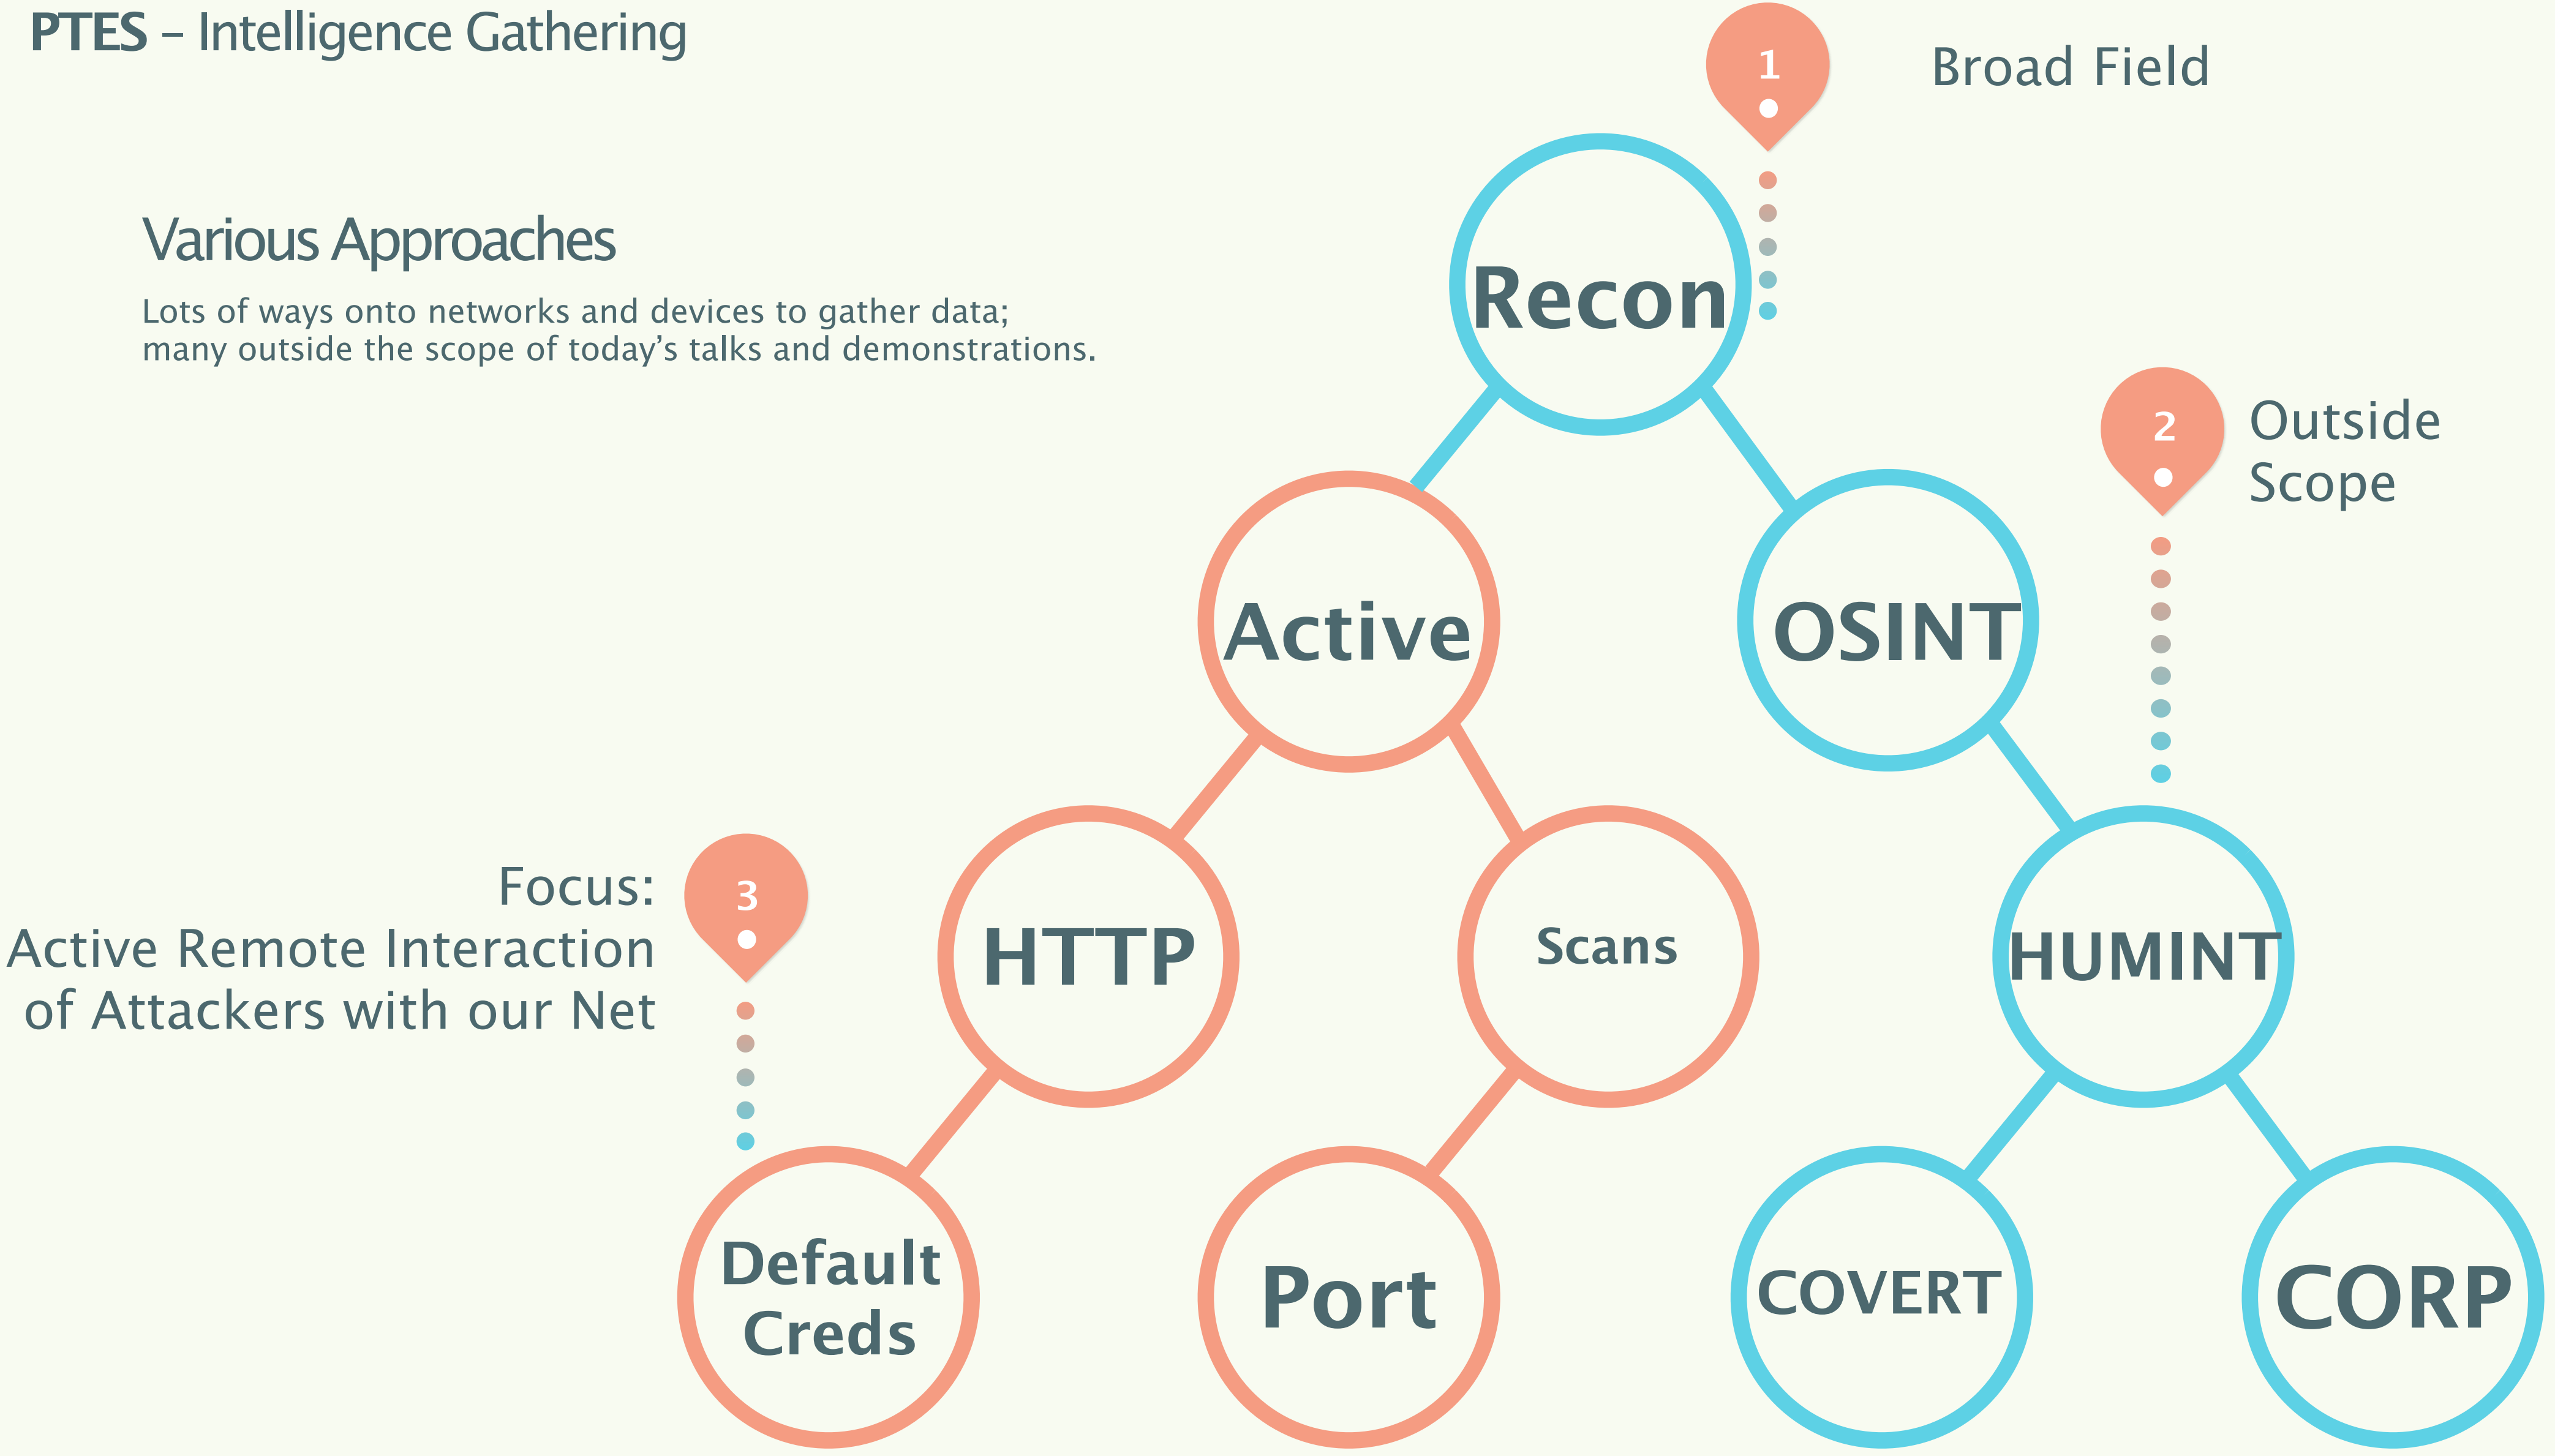 PTES – Intelligence Gathering
1
Broad Field
Various Approaches
Lots of ways onto networks and devices to gather data;
many outside the scope of today’s talks and demonstrations.
Recon
2
Outside
Scope
Active
OSINT
3
Focus:
Active Remote Interaction
of Attackers with our Net
HTTP
Scans
HUMINT
Default
Creds
Port
COVERT
CORP